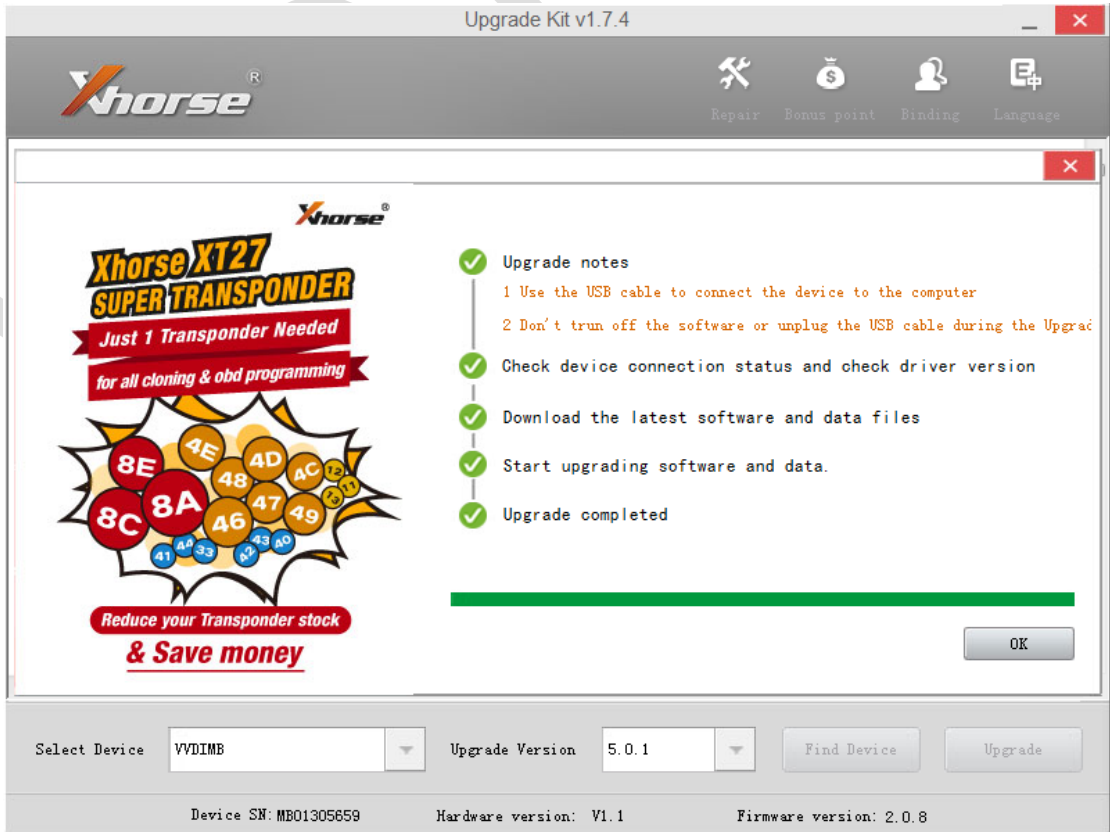 Upgrade Kit v1.7.4
Xhorse®
Repair Bonus point Binding Language
Xhorse®
Xhorse XT27
SUPER TRANSPONDER
Just 1 Transponder Needed
for all cloning & obd programming
8E 4E 48 4D 4C 12 11 13
8C 8A 46 47 49
41 44 33 42 43 40
Reduce your Transponder stock
& Save money
Upgrade notes
1 Use the USB cable to connect the device to the computer
2 Don't trun off the software or unplug the USB cable during the Upgrad
Check device connection status and check driver version
Download the latest software and data files
Start upgrading software and data.
Upgrade completed
OK
Select Device VVDIMB Upgrade Version 5.0.1 Find Device Upgrade
Device SN: MB01305659 Hardware version: V1.1 Firmware version: 2.0.8